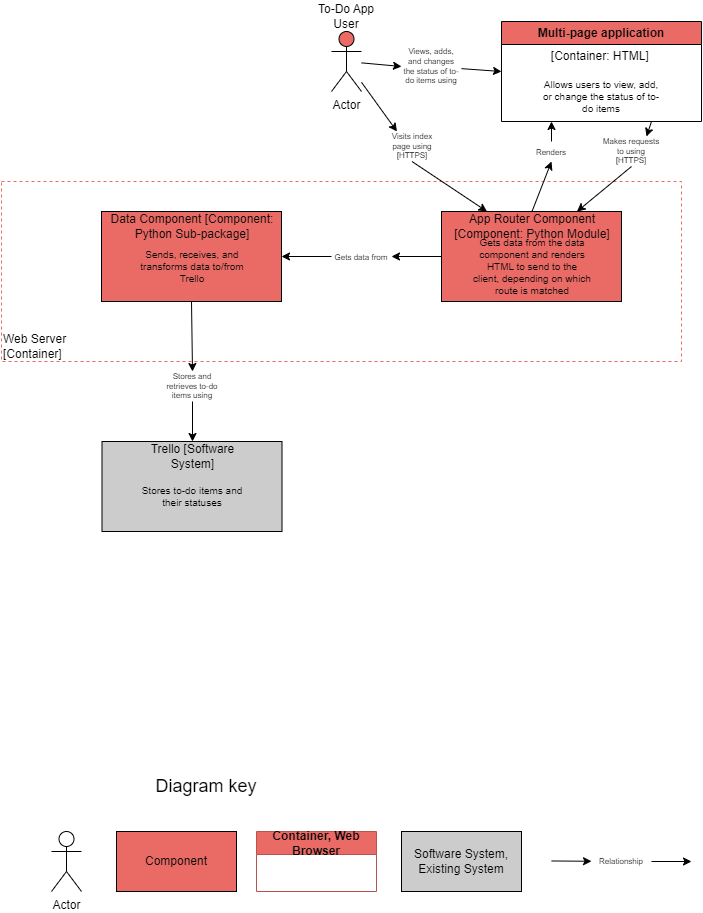 To-Do App
User
Actor
Views, adds,
and changes
the status of to-
do items using
Multi-page application
[Container: HTML]
Allows users to view, add,
or change the status of to-
do items
Visits index
page using
[HTTPS]
Renders
Makes requests
to using
[HTTPS]
Data Component [Component:
Python Sub-package]
Sends, receives, and
transforms data to/from
Trello
Gets data from
App Router Component
[Component: Python Module]
Gets data from the data
component and renders
HTML to send to the
client, depending on which
route is matched
Web Server
[Container]
Stores and
retrieves to-do
items using
Trello [Software
System]
Stores to-do items and
their statuses
Diagram key
Actor
Component
Container, Web
Browser
Software System,
Existing System
Relationship